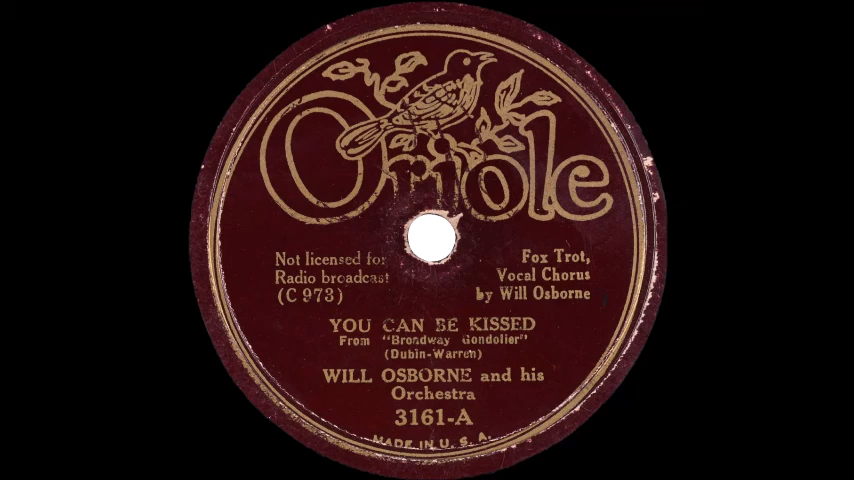 Oriole
Not licensed for
Radio broadcast
(C 973)
Fox Trot,
Vocal Chorus
by Will Osborne
YOU CAN BE KISSED
From "Broadway Gondolier"
(Dubin-Warren)
WILL OSBORNE and his
Orchestra
3161-A
MADE IN U. S. A.